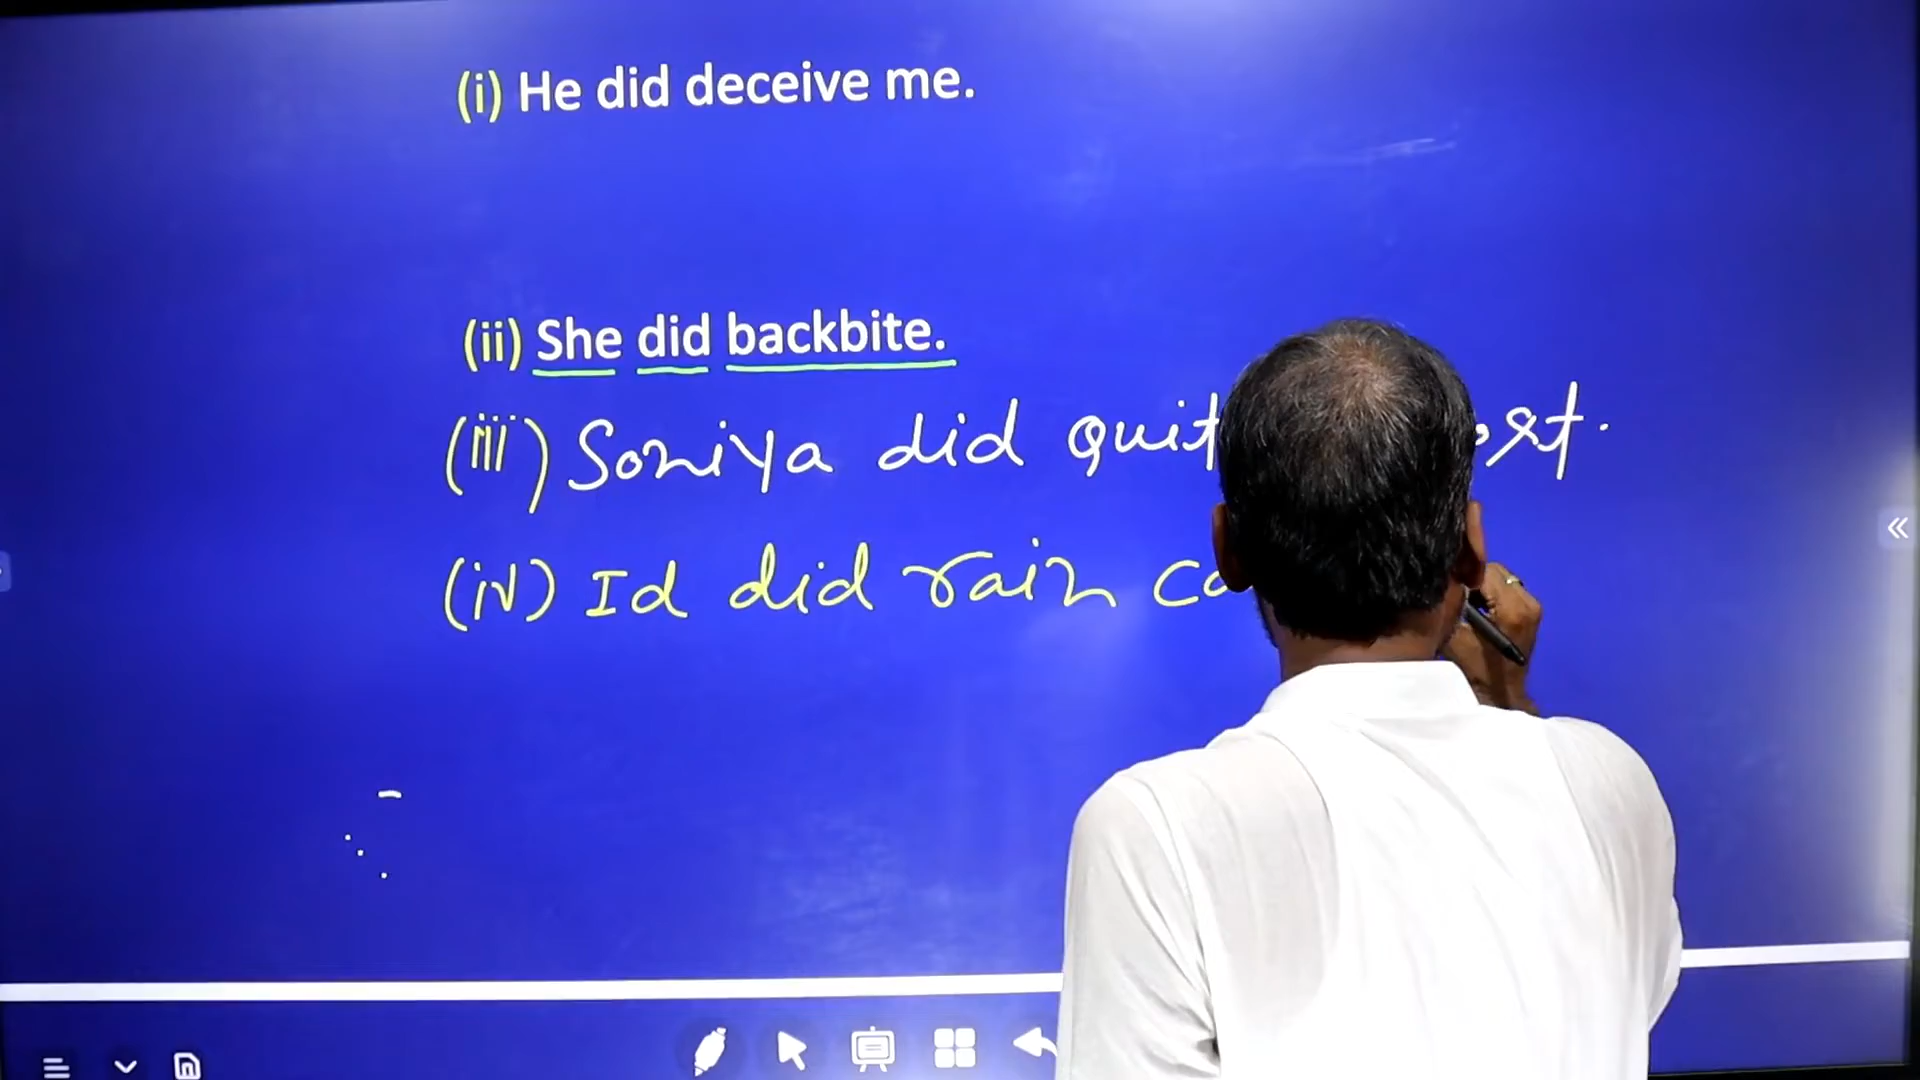 (i) He did deceive me.
(ii) She did backbite.
(iii) Soniya did quit
(iv) Id did rain